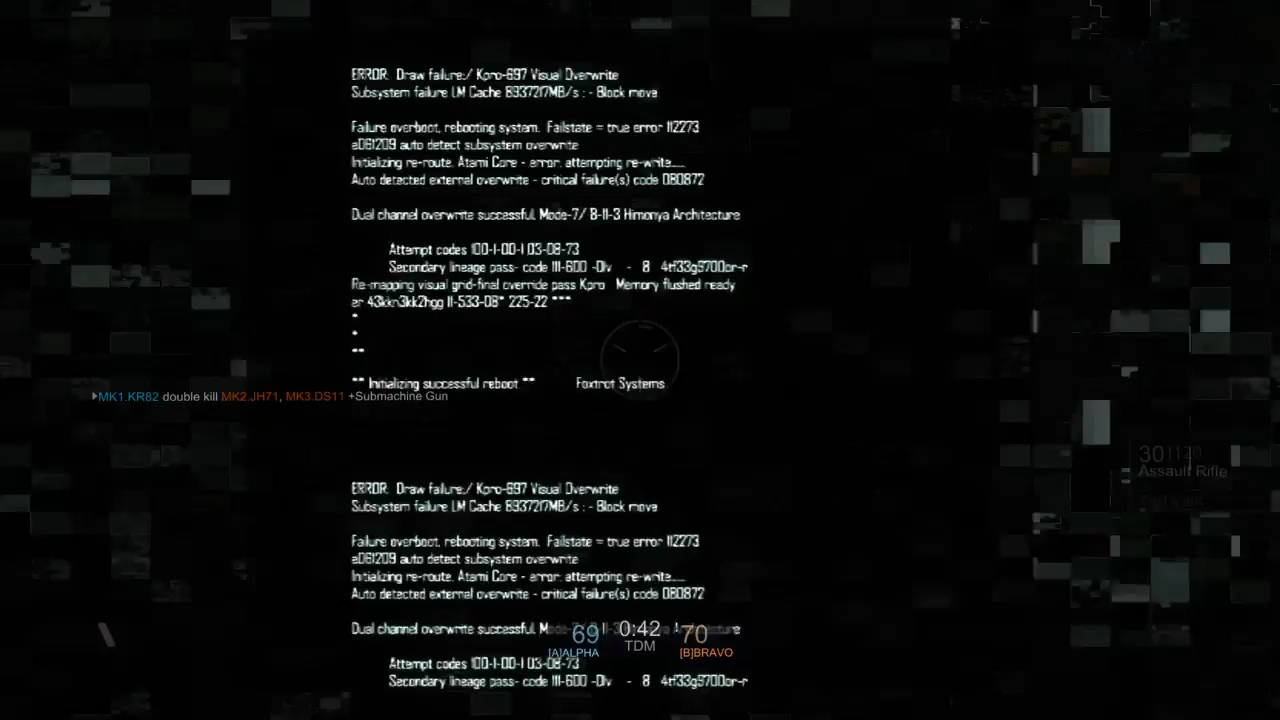 ERROR: Draw failure:/ Kpro-697 Visual Overwrite
Subsystem failure LM Cache 8937217MB/s : - Block move
Failure overboot, rebooting system. Failstate = true error 112273
e061209 auto detect subsystem overwrite
Initializing re-route. Atami Core - error: attempting re-write.....
Auto detected external overwrite - critical failure(s) code 080872
Dual channel overwrite successful. Mode-7/ 8-11-3 Himonya Architecture
Attempt codes 100-1-00-1.03-08-73
Secondary lineage pass- code 111-600 -Div - 8 4tf33g9700or-r
Re-mapping visual grid-final override pass Kpro Memory flushed ready
er 43kkn3kk2hgg 11-533-08* 225-22 ***
*
*
**
** Initializing successful reboot ** Foxtrot Systems
MK1.KR82 double kill MK2.JH71, MK3.DS11 +Submachine Gun
30
Assault Rifle
ERROR: Draw failure:/ Kpro-697 Visual Overwrite
Subsystem failure LM Cache 8937217MB/s : - Block move
Failure overboot, rebooting system. Failstate = true error 112273
e061209 auto detect subsystem overwrite
Initializing re-route. Atami Core - error: attempting re-write.....
Auto detected external overwrite - critical failure(s) code 080872
Dual channel overwrite successful.
69 0:42 70
[A]ALPHA TDM [B]BRAVO
Attempt codes 100-1-00-1.03-08-73
Secondary lineage pass- code 111-600 -Div - 8 4tf33g9700or-r